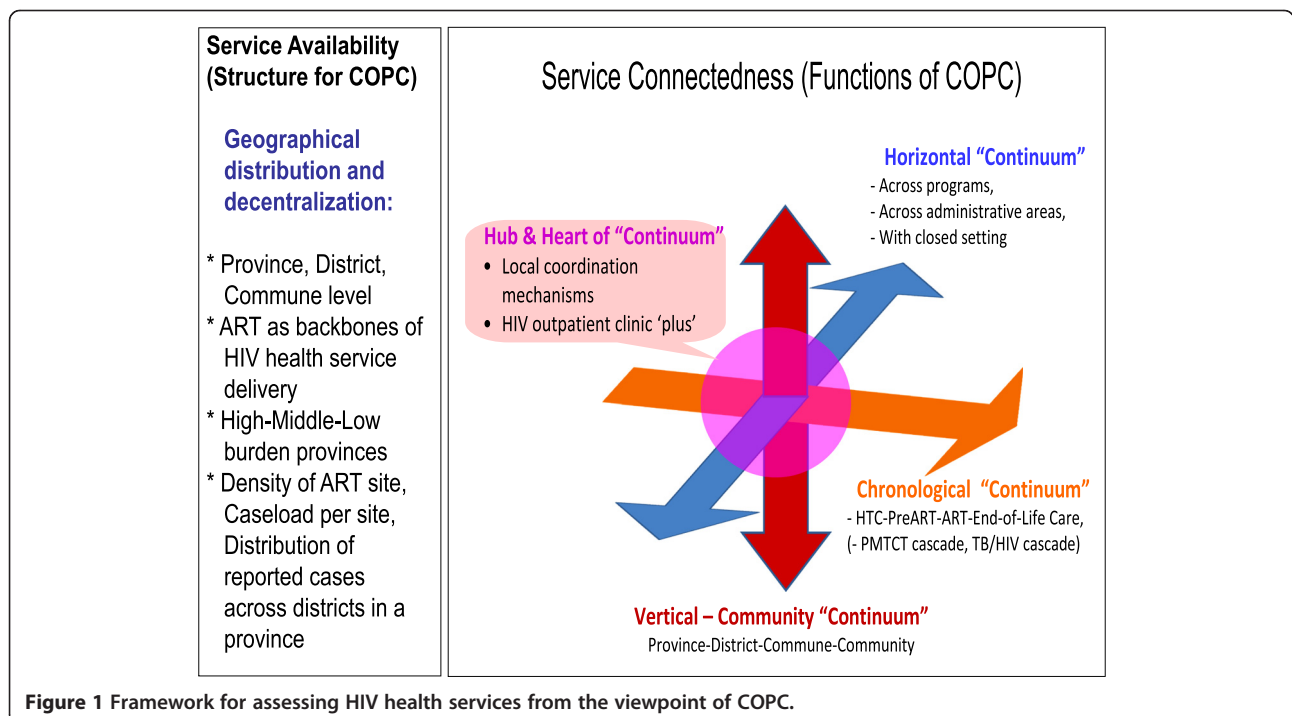 Service Availability
(Structure for COPC)
Geographical
distribution and
decentralization:
* Province, District,
Commune level
* ART as backbones of
HIV health service
delivery
* High-Middle-Low
burden provinces
* Density of ART site,
Caseload per site,
Distribution of
reported cases
across districts in a
province
Service Connectedness (Functions of COPC)
Horizontal “Continuum”
- Across programs,
- Across administrative areas,
- With closed setting
Hub & Heart of “Continuum”
• Local coordination
mechanisms
• HIV outpatient clinic ‘plus’
Chronological “Continuum”
- HTC-PreART-ART-End-of-Life Care,
(- PMTCT cascade, TB/HIV cascade)
Vertical – Community “Continuum”
Province-District-Commune-Community
Figure 1 Framework for assessing HIV health services from the viewpoint of COPC.